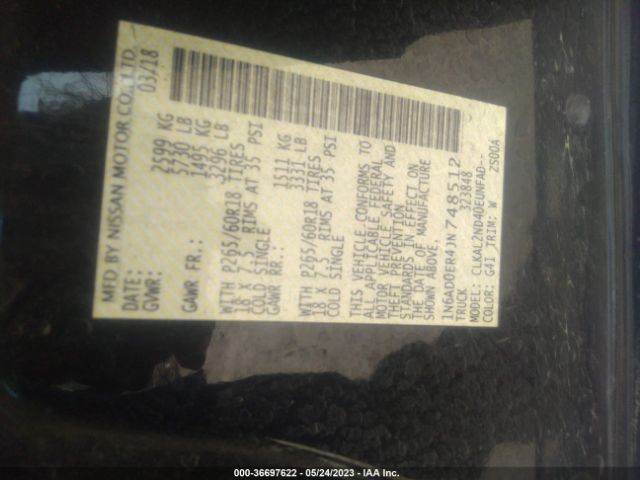 MFD BY NISSAN MOTOR CO., LTD.
DATE: 03/18
GVWR: 2599 KG
5730 LB
GAWR FR.: 1495 KG
3296 LB
WITH P265/60R18 TIRES
18 X 7.5 RIMS AT 35 PSI
COLD SINGLE
GAWR RR.: 1511 KG
3331 LB
WITH P265/60R18 TIRES
18 X 7.5 RIMS AT 35 PSI
COLD SINGLE
THIS VEHICLE CONFORMS TO
ALL APPLICABLE FEDERAL
MOTOR VEHICLE SAFETY AND
THEFT PREVENTION
STANDARDS IN EFFECT ON
THE DATE OF MANUFACTURE
SHOWN ABOVE.
1N6AD0ER4JN748512
TRUCK 323848
MODEL: CLKAL2ND4DEUNFAD--
COLOR: G41 TRIM: W ZS00A
000-36697622 - 05/24/2023 - IAA Inc.